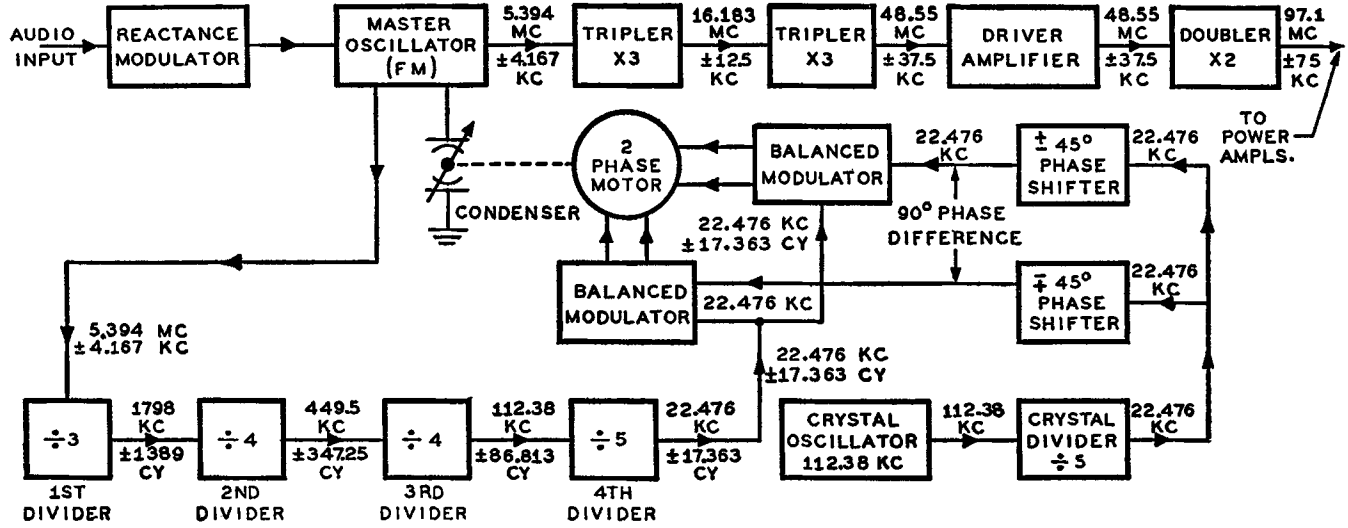 AUDIO
INPUT
REACTANCE
MODULATOR
MASTER
OSCILLATOR
(FM)
5.394
MC
±4.167
KC
TRIPLER
X3
16.183
MC
±12.5
KC
TRIPLER
X3
48.55
MC
±37.5
KC
DRIVER
AMPLIFIER
48.55
MC
±37.5
KC
DOUBLER
X2
97.1
MC
±75
KC
TO
POWER
AMPLS.
CONDENSER
2
PHASE
MOTOR
BALANCED
MODULATOR
22.476
KC
± 45°
PHASE
SHIFTER
22.476
KC
90° PHASE
DIFFERENCE
22.476 KC
±17.363 CY
BALANCED
MODULATOR
22.476 KC
∓ 45°
PHASE
SHIFTER
22.476
KC
5.394 MC
±4.167 KC
22.476 KC
±17.363 CY
÷3
1ST
DIVIDER
1798
KC
±1389
CY
÷4
2ND
DIVIDER
449.5
KC
±347.25
CY
÷4
3RD
DIVIDER
112.38
KC
±86.813
CY
÷5
4TH
DIVIDER
22.476
KC
±17.363
CY
CRYSTAL
OSCILLATOR
112.38 KC
112.38
KC
CRYSTAL
DIVIDER
÷5
22.476
KC